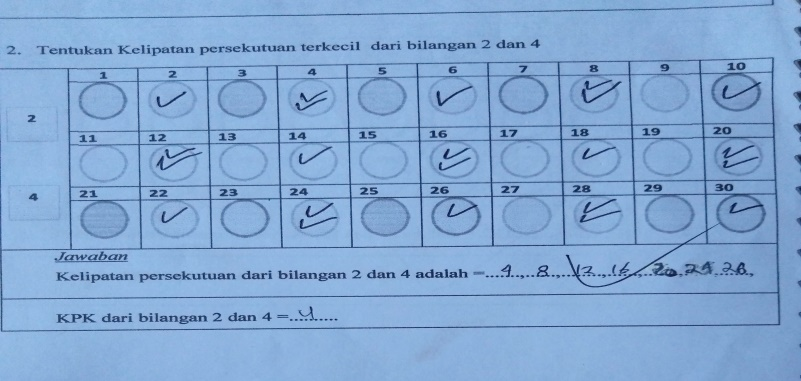 2. Tentukan Kelipatan persekutuan terkecil dari bilangan 2 dan 4
1 2 3 4 5 6 7 8 9 10
2
11 12 13 14 15 16 17 18 19 20
4 21 22 23 24 25 26 27 28 29 30
Jawaban
Kelipatan persekutuan dari bilangan 2 dan 4 adalah =...4...,..8...,..12..,.16..,..20,.24.,.28.,
KPK dari bilangan 2 dan 4 =..4.......